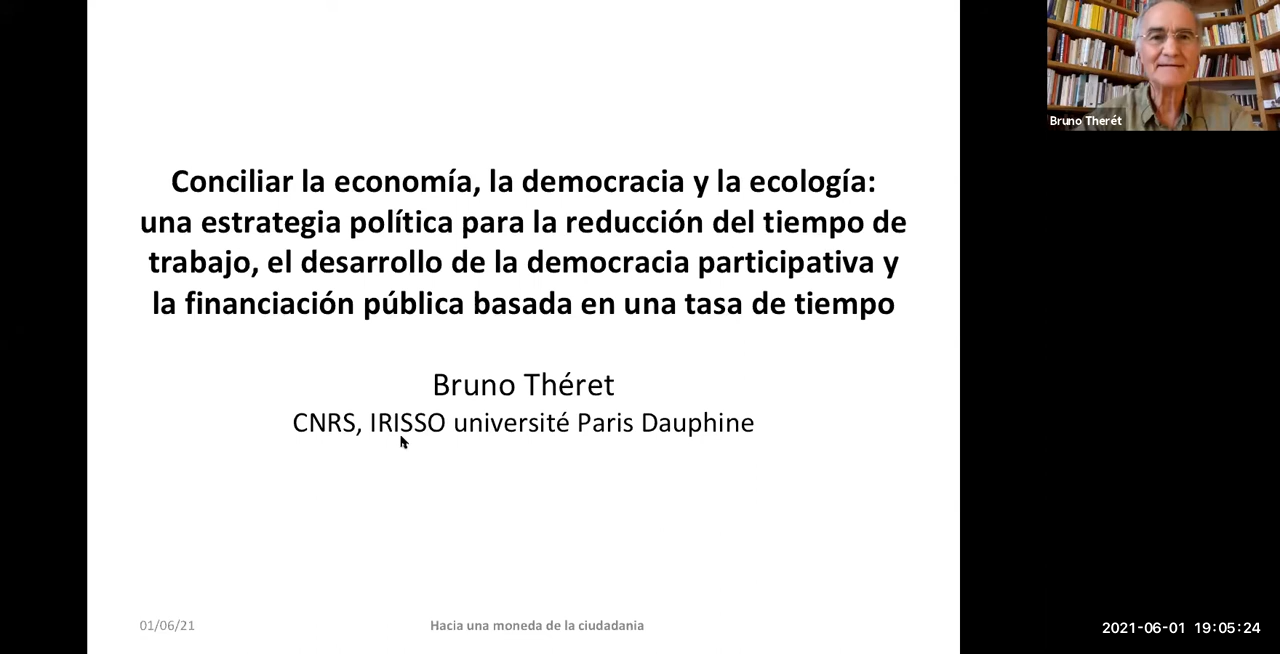 Conciliar la economía, la democracia y la ecología:
una estrategia política para la reducción del tiempo de
trabajo, el desarrollo de la democracia participativa y
la financiación pública basada en una tasa de tiempo
Bruno Théret
CNRS, IRISSO université Paris Dauphine
01/06/21
Hacia una moneda de la ciudadania
Bruno Therét
2021-06-01 19:05:24